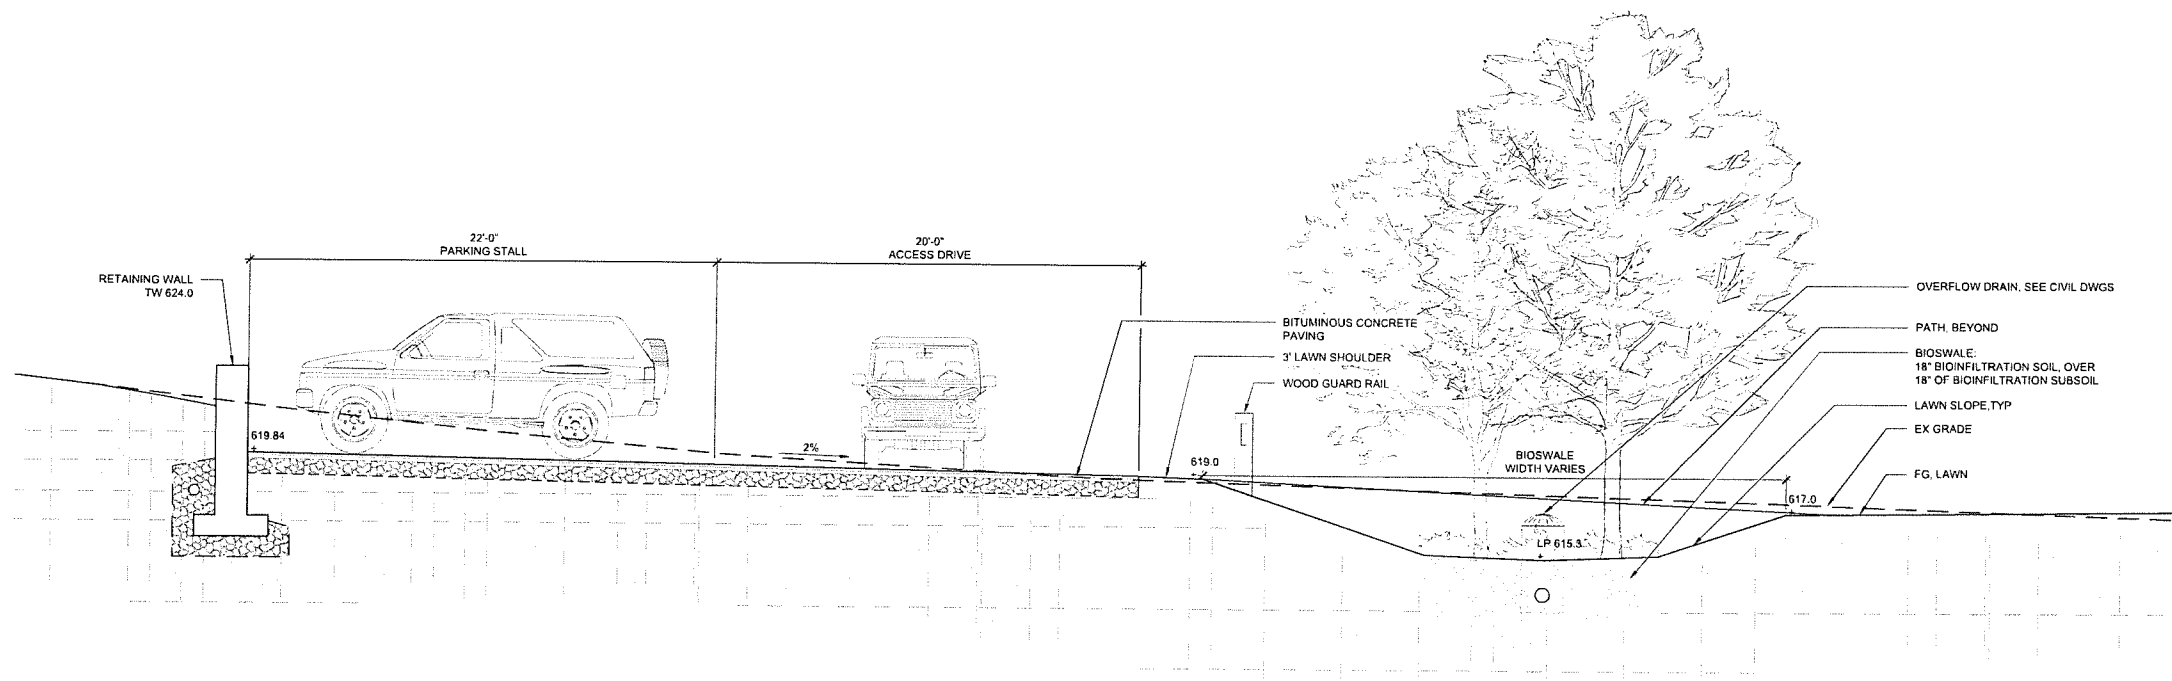 22'-0"
PARKING STALL
20'-0"
ACCESS DRIVE
RETAINING WALL
TW 624.0
OVERFLOW DRAIN, SEE CIVIL DWGS
BITUMINOUS CONCRETE
PAVING
PATH, BEYOND
3' LAWN SHOULDER
BIOSWALE:
18" BIOINFILTRATION SOIL, OVER
18" OF BIOINFILTRATION SUBSOIL
WOOD GUARD RAIL
LAWN SLOPE,TYP
EX GRADE
619.84
2%
619.0
BIOSWALE
WIDTH VARIES
FG, LAWN
617.0
LP 615.3